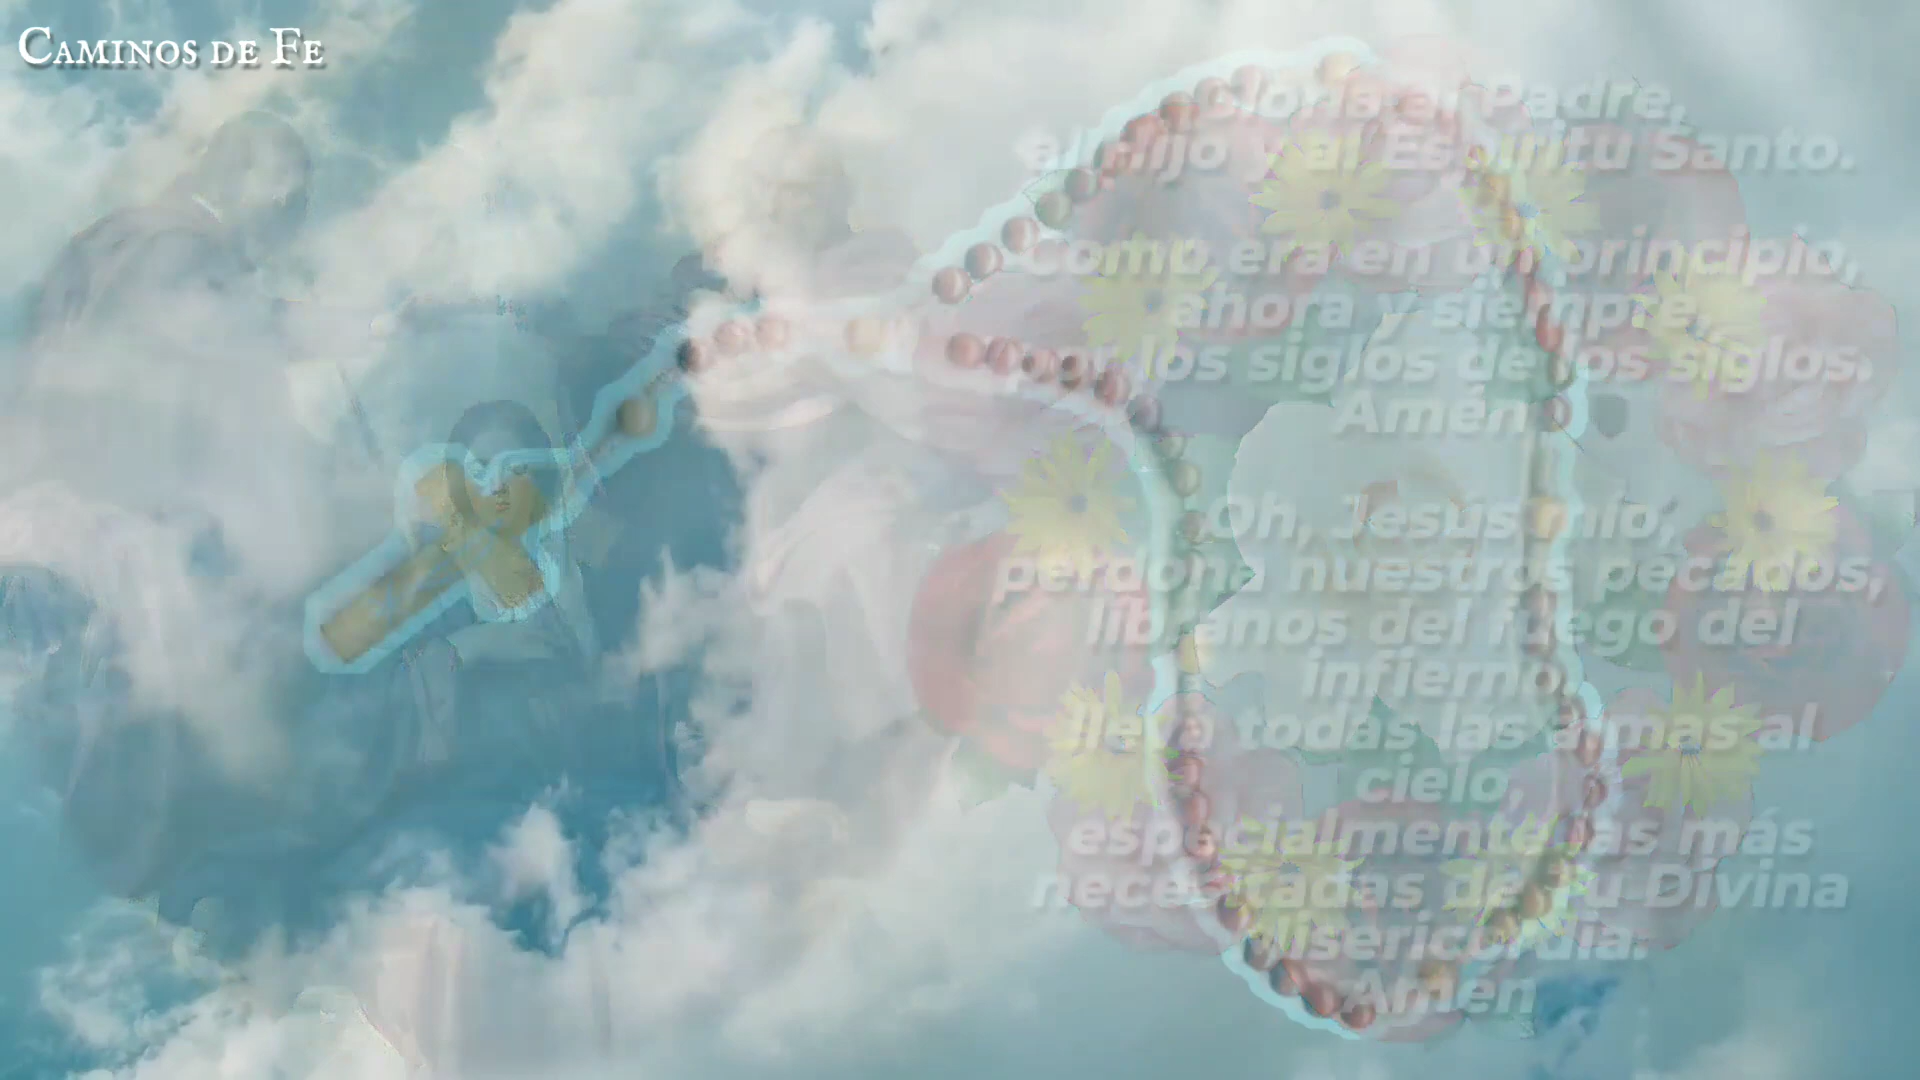 Caminos de Fe
Gloria al Padre,
al Hijo y al Espíritu Santo.
Como era en un principio,
ahora y siempre,
por los siglos de los siglos.
Amén
Oh, Jesús mío,
perdona nuestros pecados,
líbranos del fuego del
infierno,
lleva todas las almas al
cielo,
especialmente las más
necesitadas de tu Divina
Misericordia.
Amén